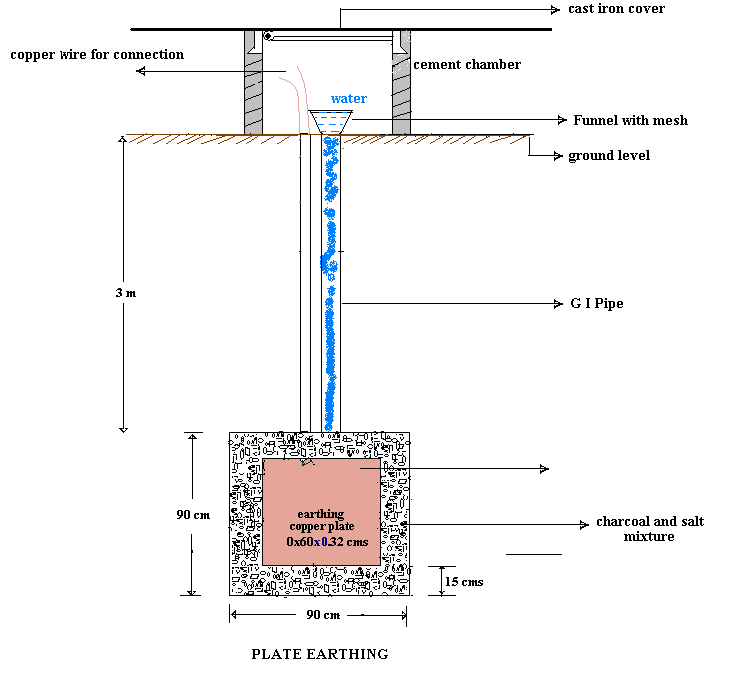 cast iron cover
copper wire for connection
cement chamber
water
Funnel with mesh
ground level
3 m
G I Pipe
90 cm
earthing
copper plate
0x60x0.32 cms
charcoal and salt
mixture
15 cms
90 cm
PLATE EARTHING